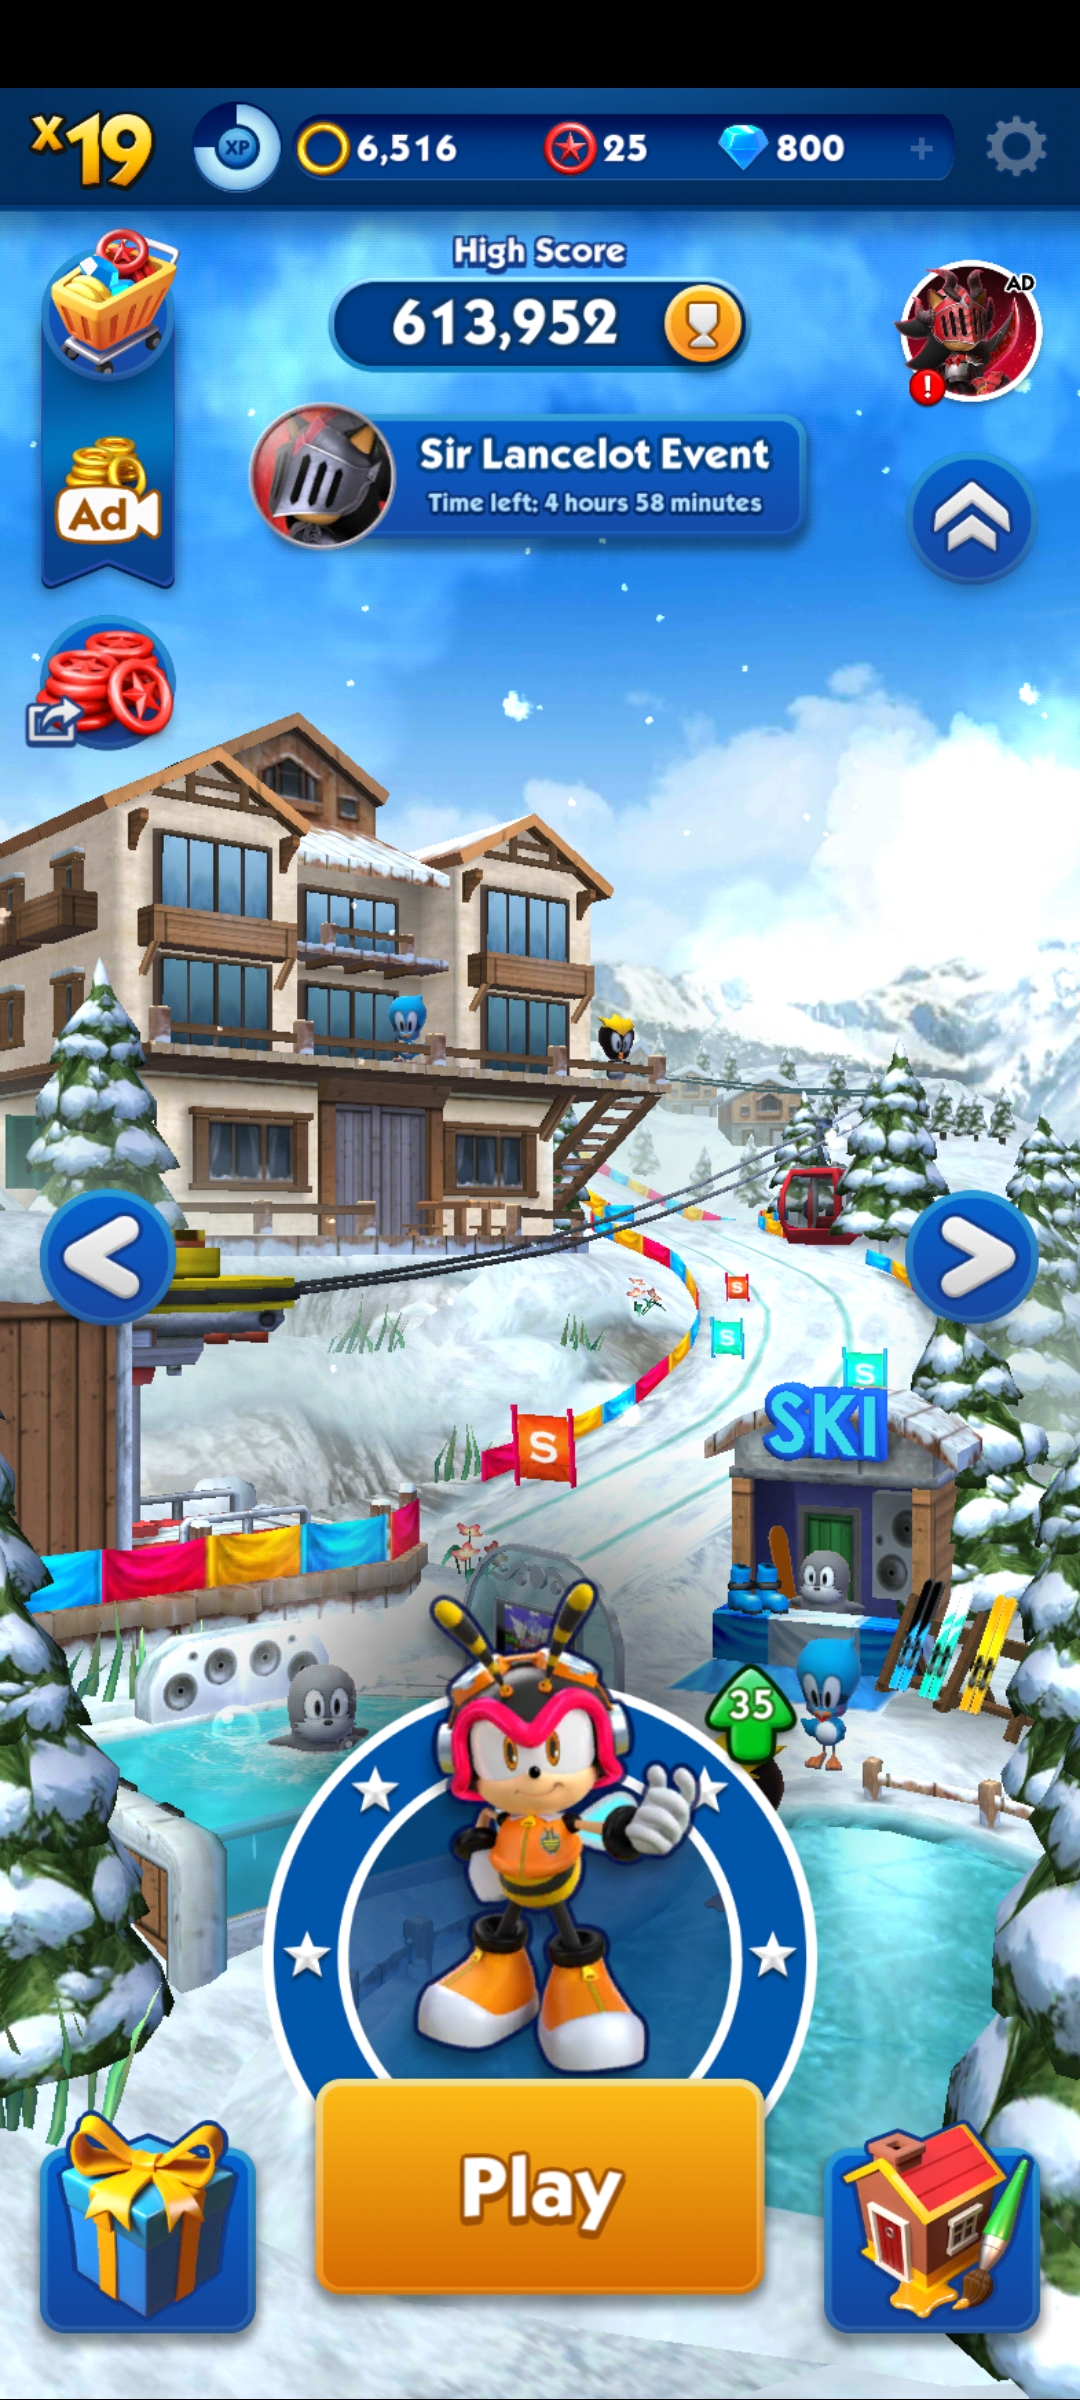 x19
XP
6,516
25
800
+
High Score
613,952
AD
!
Sir Lancelot Event
Time left: 4 hours 58 minutes
Ad
S
S
S
S
SKI
35
Play